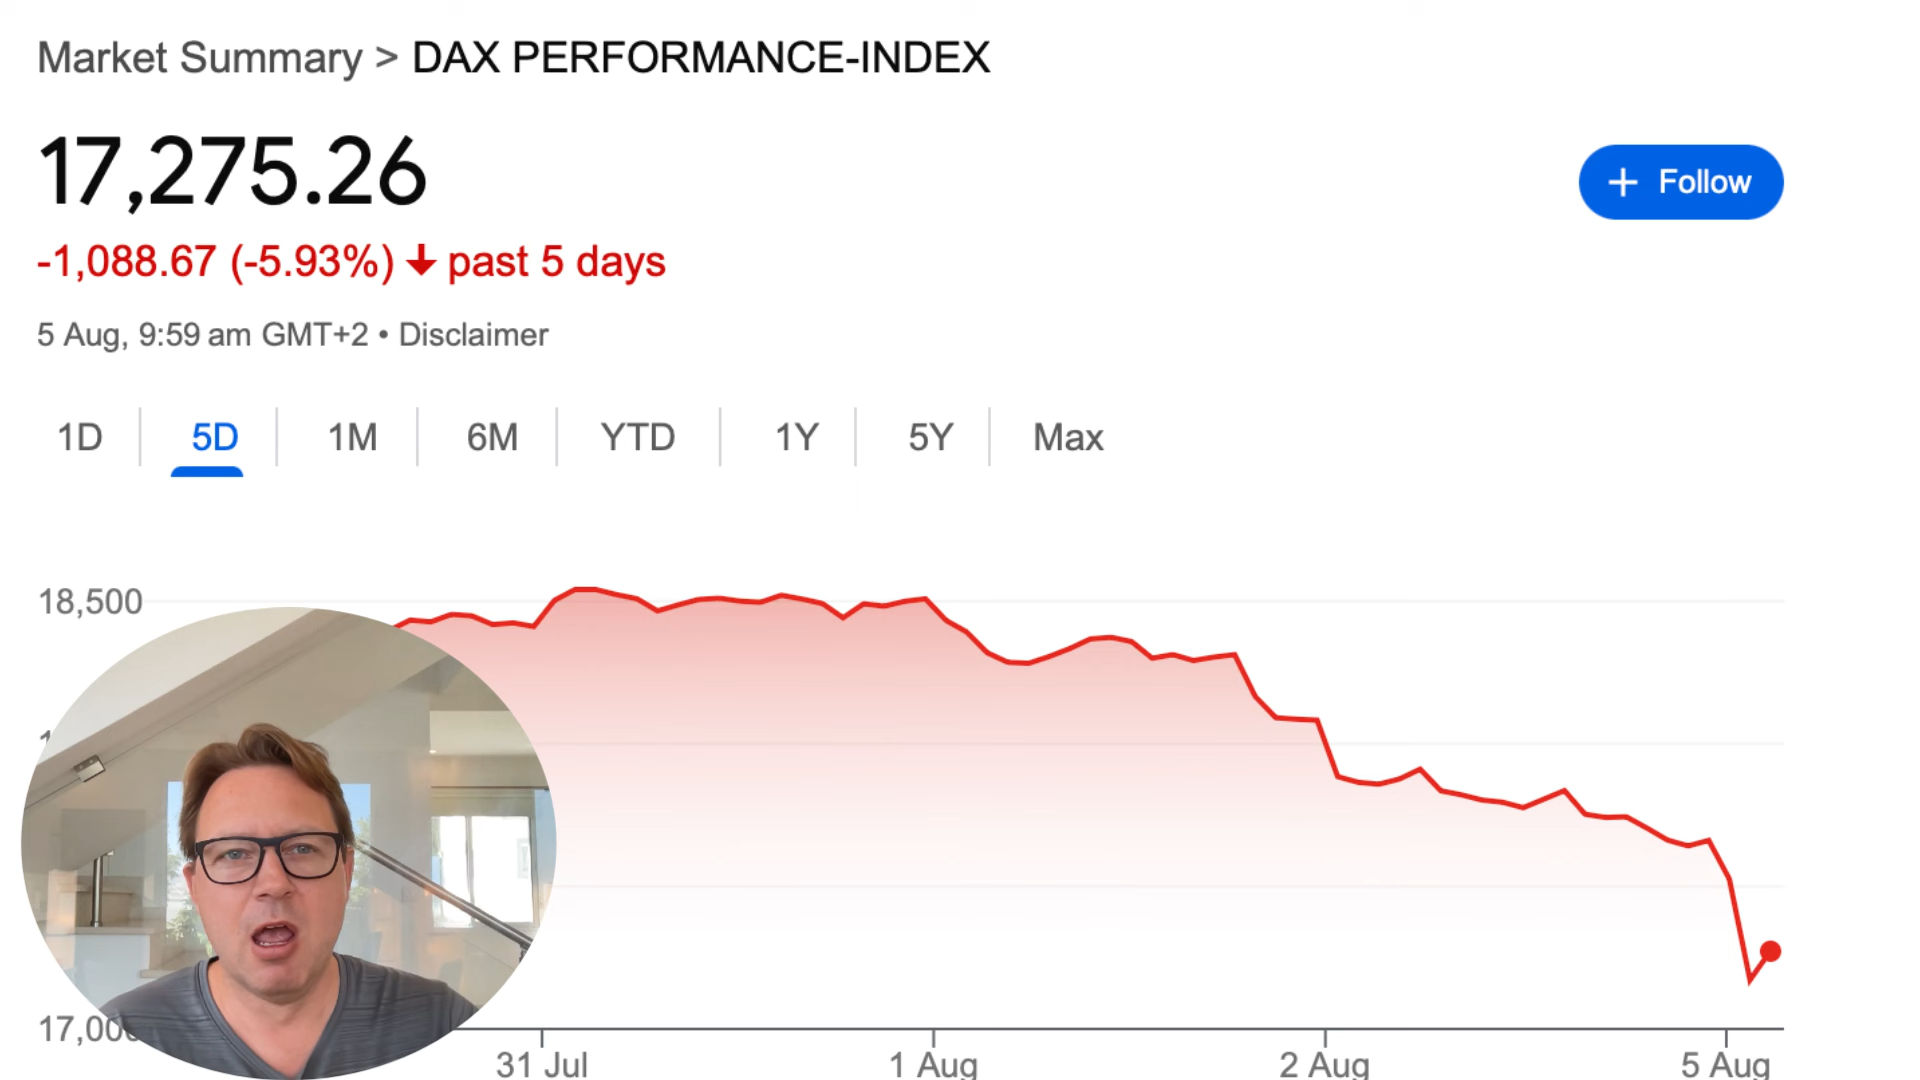 Market Summary > DAX PERFORMANCE-INDEX
17,275.26
+ Follow
-1,088.67 (-5.93%) ↓ past 5 days
5 Aug, 9:59 am GMT+2 • Disclaimer
1D 5D 1M 6M YTD 1Y 5Y Max
18,500
17,000
31 Jul 1 Aug 2 Aug 5 Aug